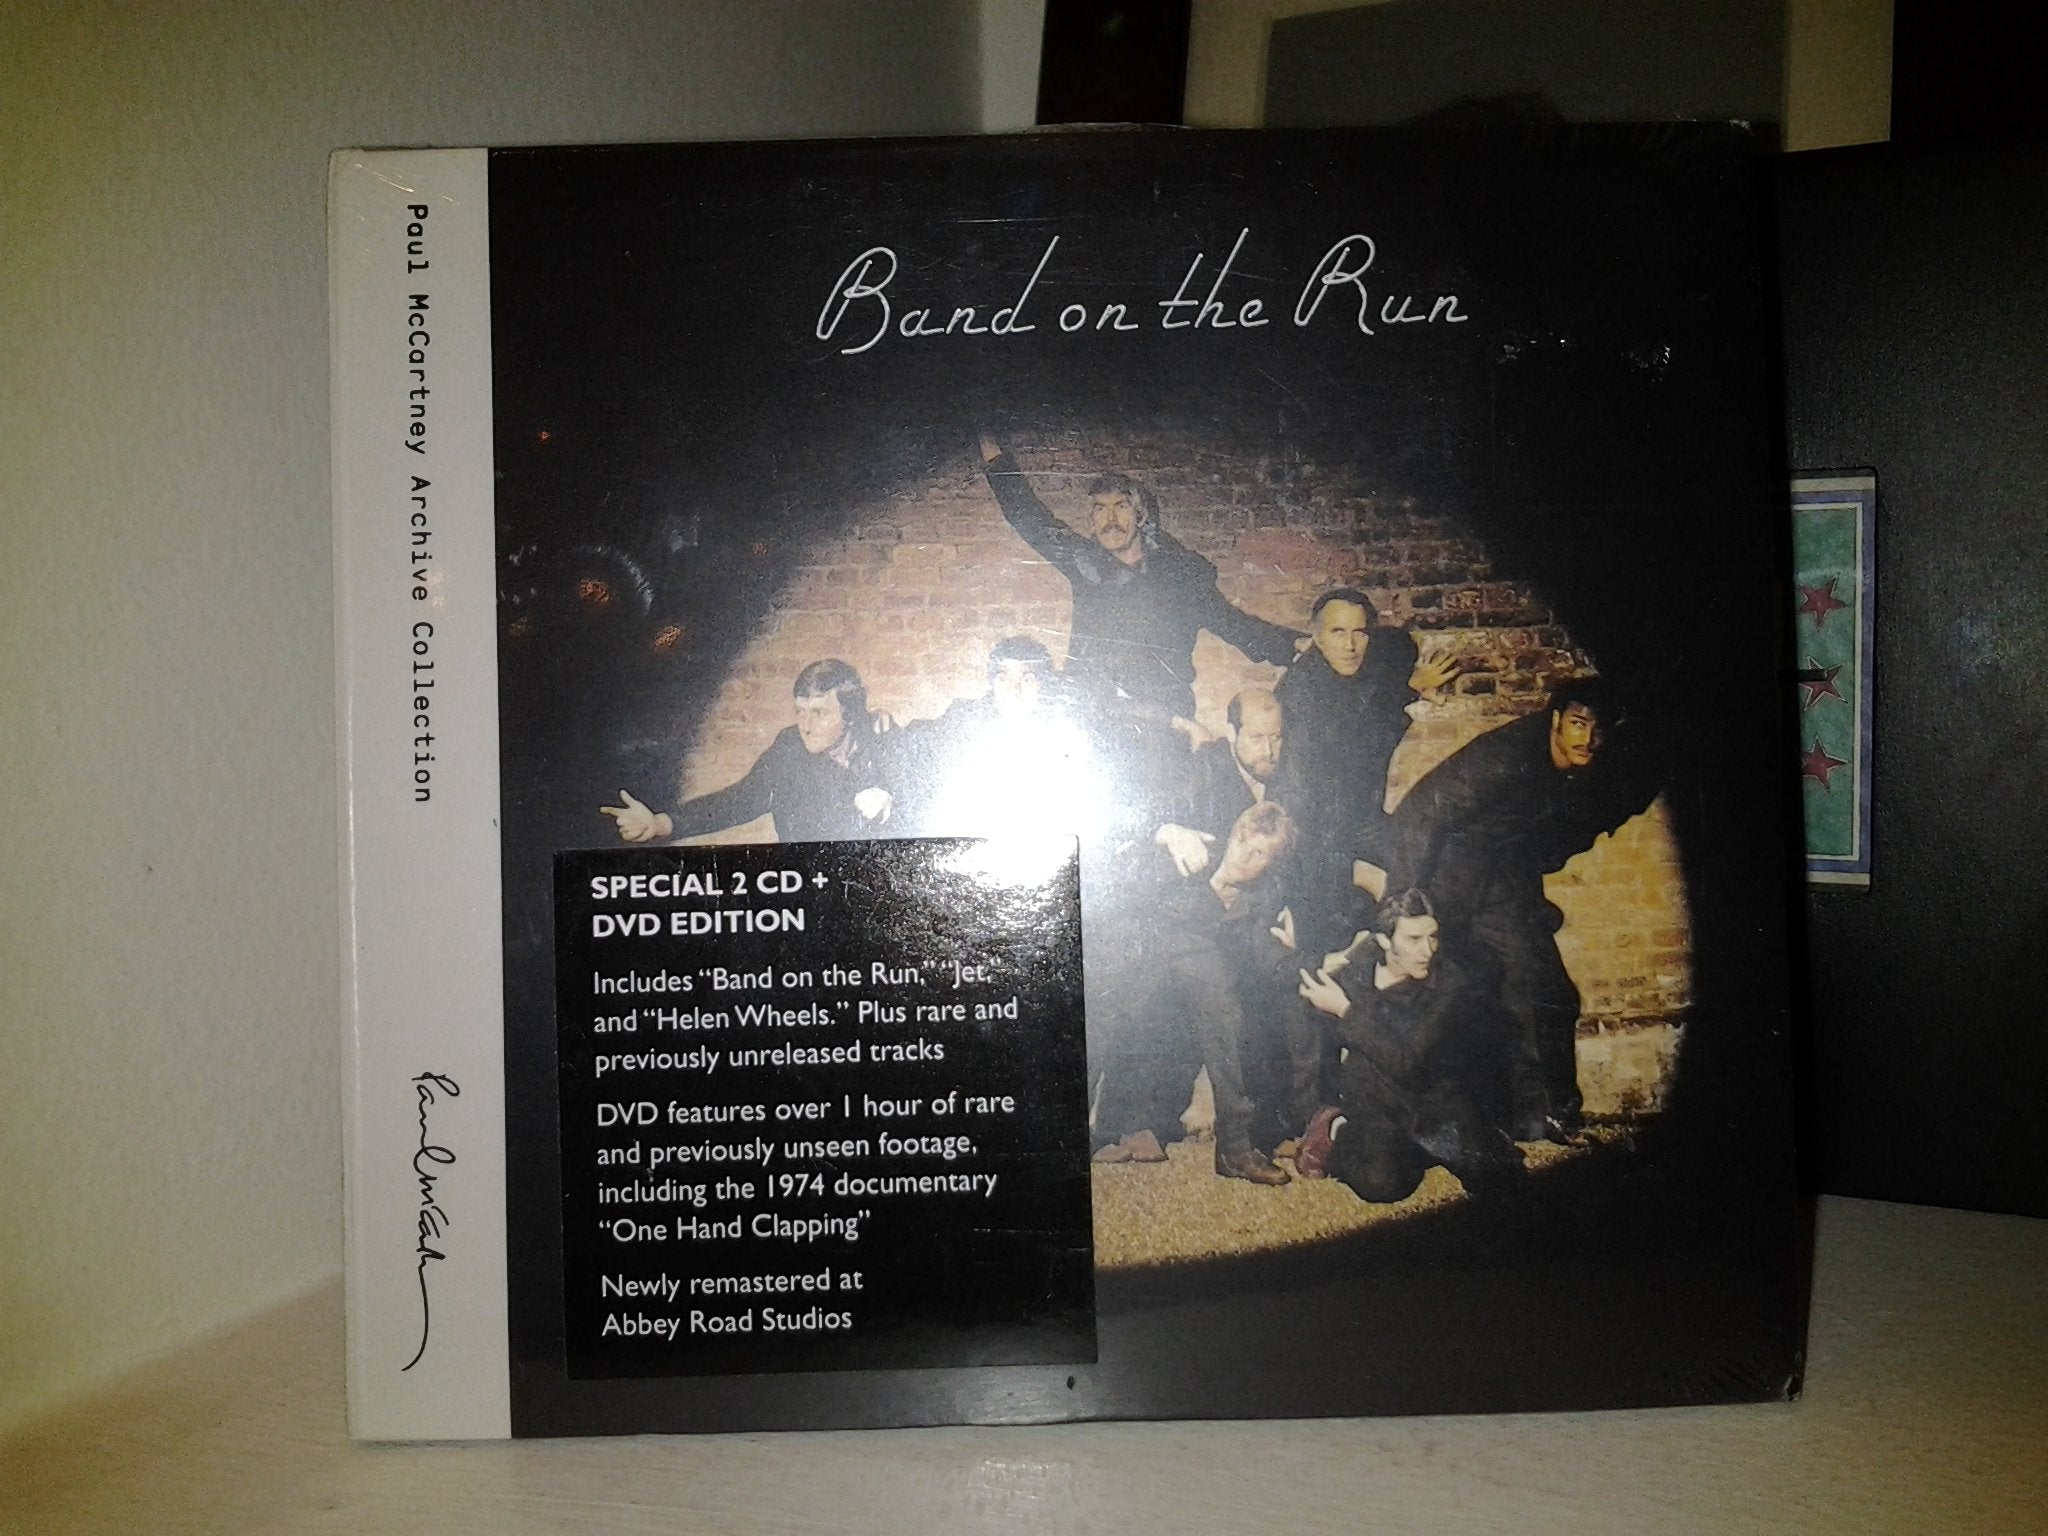 Paul McCartney Archive Collection
Band on the Run
SPECIAL 2 CD +
DVD EDITION
Includes “Band on the Run,” “Jet,”
and “Helen Wheels.” Plus rare and
previously unreleased tracks
DVD features over 1 hour of rare
and previously unseen footage,
including the 1974 documentary
“One Hand Clapping”
Newly remastered at
Abbey Road Studios